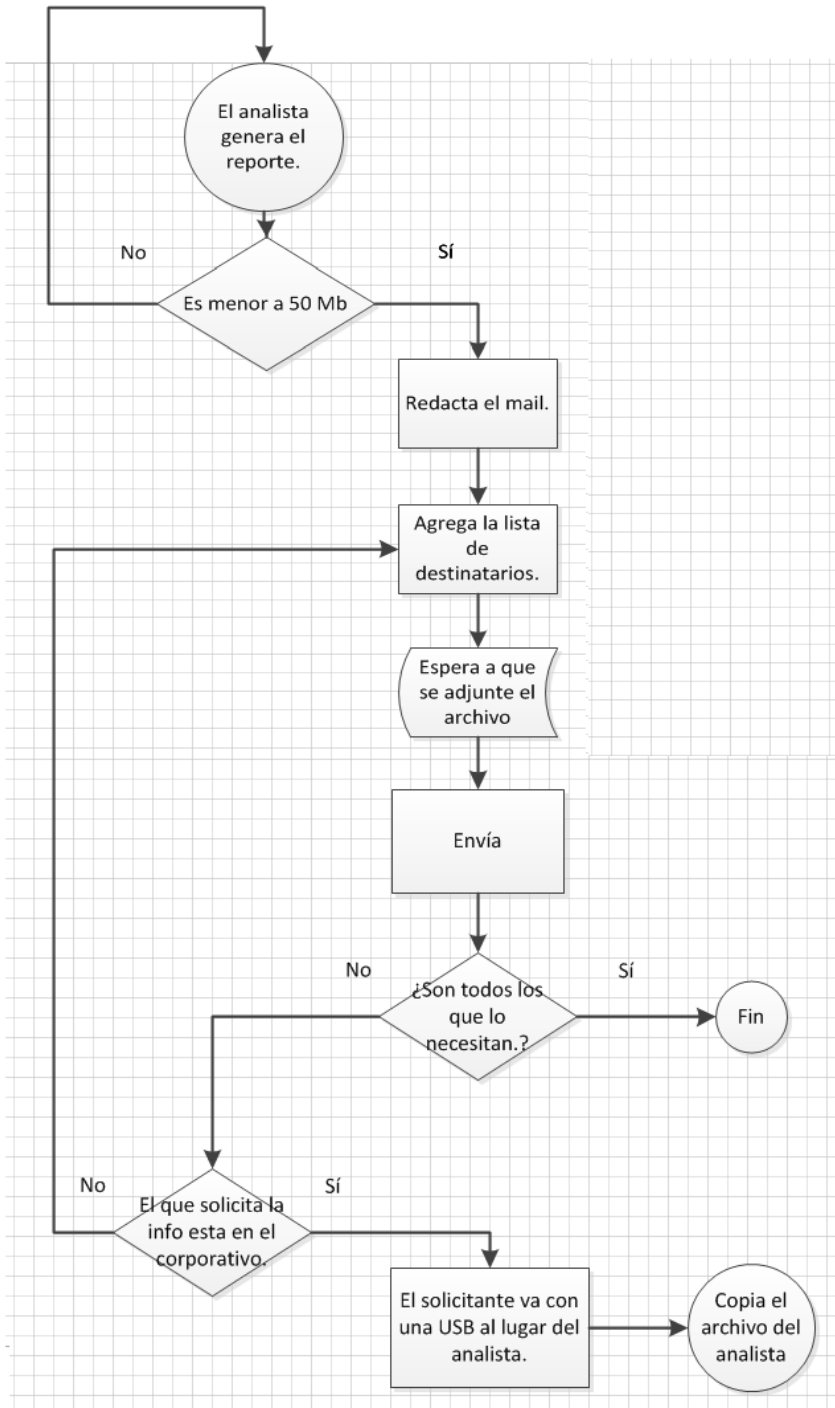 El analista
genera el
reporte.
No
Sí
Es menor a 50 Mb
Redacta el mail.
Agrega la lista
de
destinatarios.
Espera a que
se adjunte el
archivo
Envía
No
Sí
¿Son todos los
que lo
necesitan.?
Fin
No
Sí
El que solicita la
info esta en el
corporativo.
El solicitante va con
una USB al lugar del
analista.
Copia el
archivo del
analista